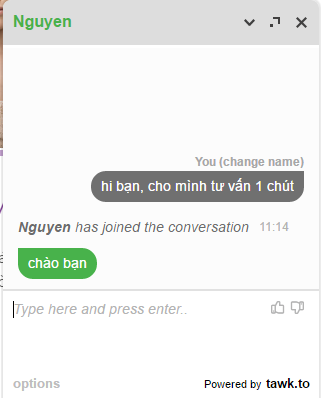 Nguyen
You (change name)
hi bạn, cho mình tư vấn 1 chút
Nguyen has joined the conversation 11:14
chào bạn
Type here and press enter..
options
Powered by tawk.to